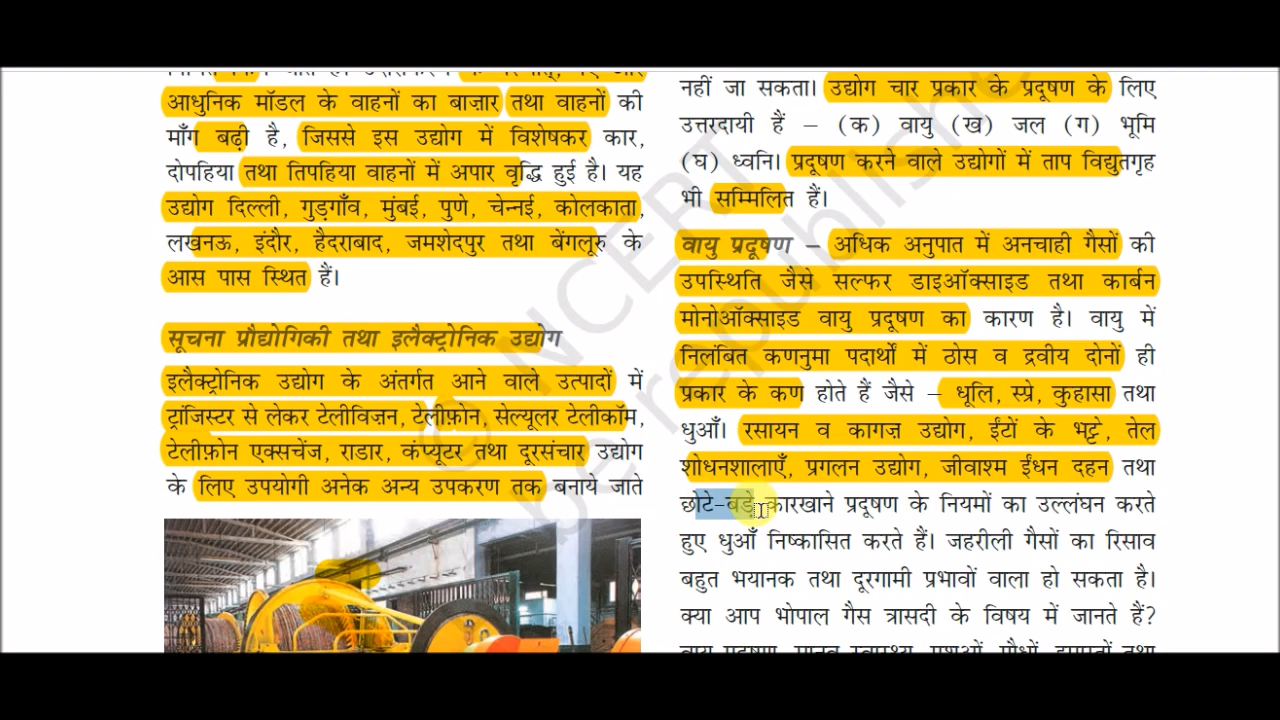 आधुनिक मॉडल के वाहनों का बाज़ार तथा वाहनों की
माँग बढ़ी है, जिससे इस उद्योग में विशेषकर कार,
दोपहिया तथा तिपहिया वाहनों में अपार वृद्धि हुई है। यह
उद्योग दिल्ली, गुड़गाँव, मुंबई, पुणे, चेन्नई, कोलकाता,
लखनऊ, इंदौर, हैदराबाद, जमशेदपुर तथा बेंगलूरु के
आस पास स्थित हैं।
सूचना प्रौद्योगिकी तथा इलैक्ट्रोनिक उद्योग
इलैक्ट्रोनिक उद्योग के अंतर्गत आने वाले उत्पादों में
ट्रांजिस्टर से लेकर टेलीविज़न, टेलीफ़ोन, सेल्यूलर टेलीकॉम,
टेलीफ़ोन एक्सचेंज, राडार, कंप्यूटर तथा दूरसंचार उद्योग
के लिए उपयोगी अनेक अन्य उपकरण तक बनाये जाते
नहीं जा सकता। उद्योग चार प्रकार के प्रदूषण के लिए
उत्तरदायी हैं – (क) वायु (ख) जल (ग) भूमि
(घ) ध्वनि। प्रदूषण करने वाले उद्योगों में ताप विद्युतगृह
भी सम्मिलित हैं।
वायु प्रदूषण – अधिक अनुपात में अनचाही गैसों की
उपस्थिति जैसे सल्फर डाइऑक्साइड तथा कार्बन
मोनोऑक्साइड वायु प्रदूषण का कारण है। वायु में
निलंबित कणनुमा पदार्थों में ठोस व द्रवीय दोनों ही
प्रकार के कण होते हैं जैसे – धूलि, स्प्रे, कुहासा तथा
धुआँ। रसायन व कागज़ उद्योग, ईंटों के भट्टे, तेल
शोधनशालाएँ, प्रगलन उद्योग, जीवाश्म ईंधन दहन तथा
छोटे-बड़े कारखाने प्रदूषण के नियमों का उल्लंघन करते
हुए धुआँ निष्कासित करते हैं। जहरीली गैसों का रिसाव
बहुत भयानक तथा दूरगामी प्रभावों वाला हो सकता है।
क्या आप भोपाल गैस त्रासदी के विषय में जानते हैं?
© NCERT
be republishe